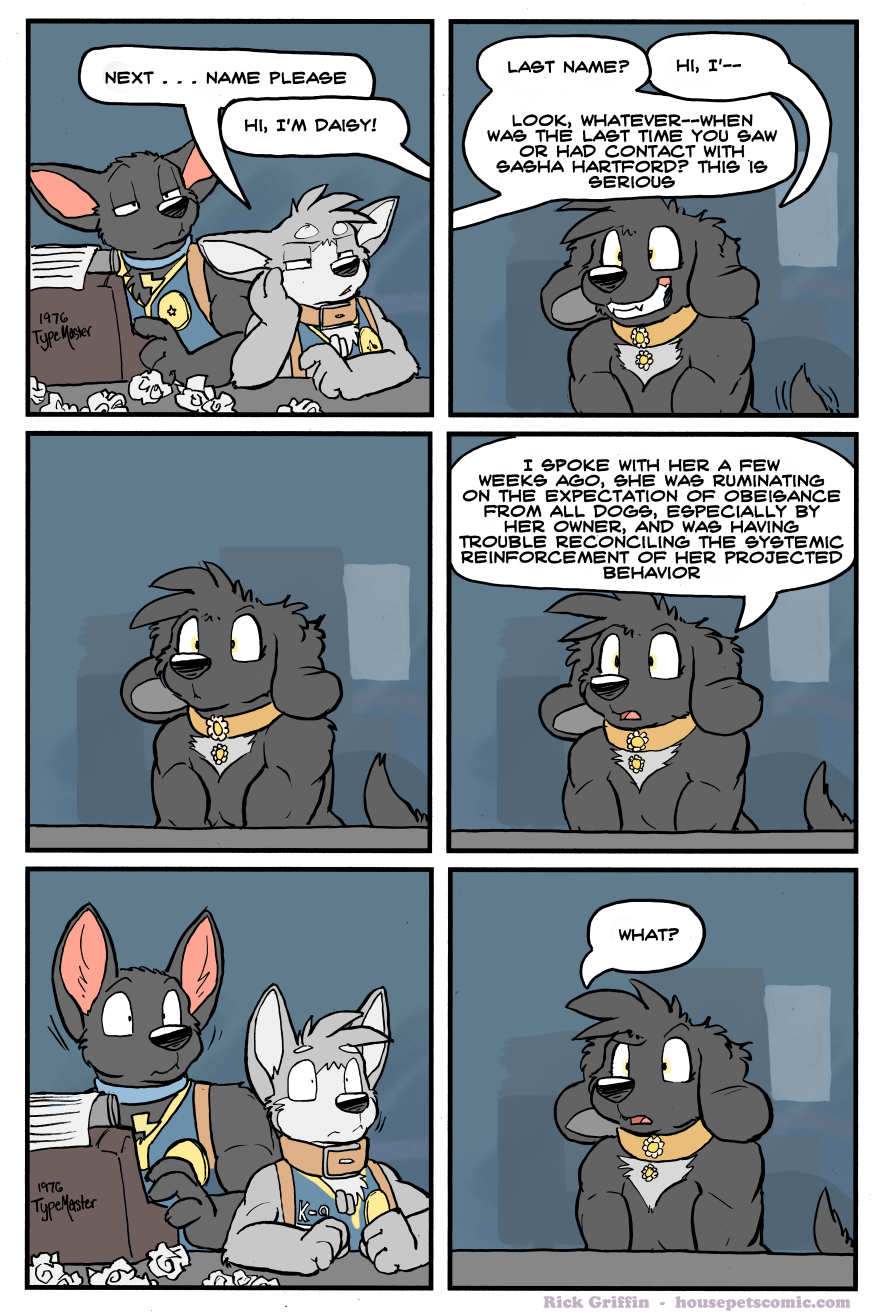 NEXT . . . NAME PLEASE
HI, I'M DAISY!
1976
TypeMaster
LAST NAME?
HI, I'--
LOOK, WHATEVER--WHEN
WAS THE LAST TIME YOU SAW
OR HAD CONTACT WITH
SASHA HARTFORD? THIS IS
SERIOUS
I SPOKE WITH HER A FEW
WEEKS AGO, SHE WAS RUMINATING
ON THE EXPECTATION OF OBEISANCE
FROM ALL DOGS, ESPECIALLY BY
HER OWNER, AND WAS HAVING
TROUBLE RECONCILING THE SYSTEMIC
REINFORCEMENT OF HER PROJECTED
BEHAVIOR
1976
TypeMaster
K-9
WHAT?
Rick Griffin - housepetscomic.com